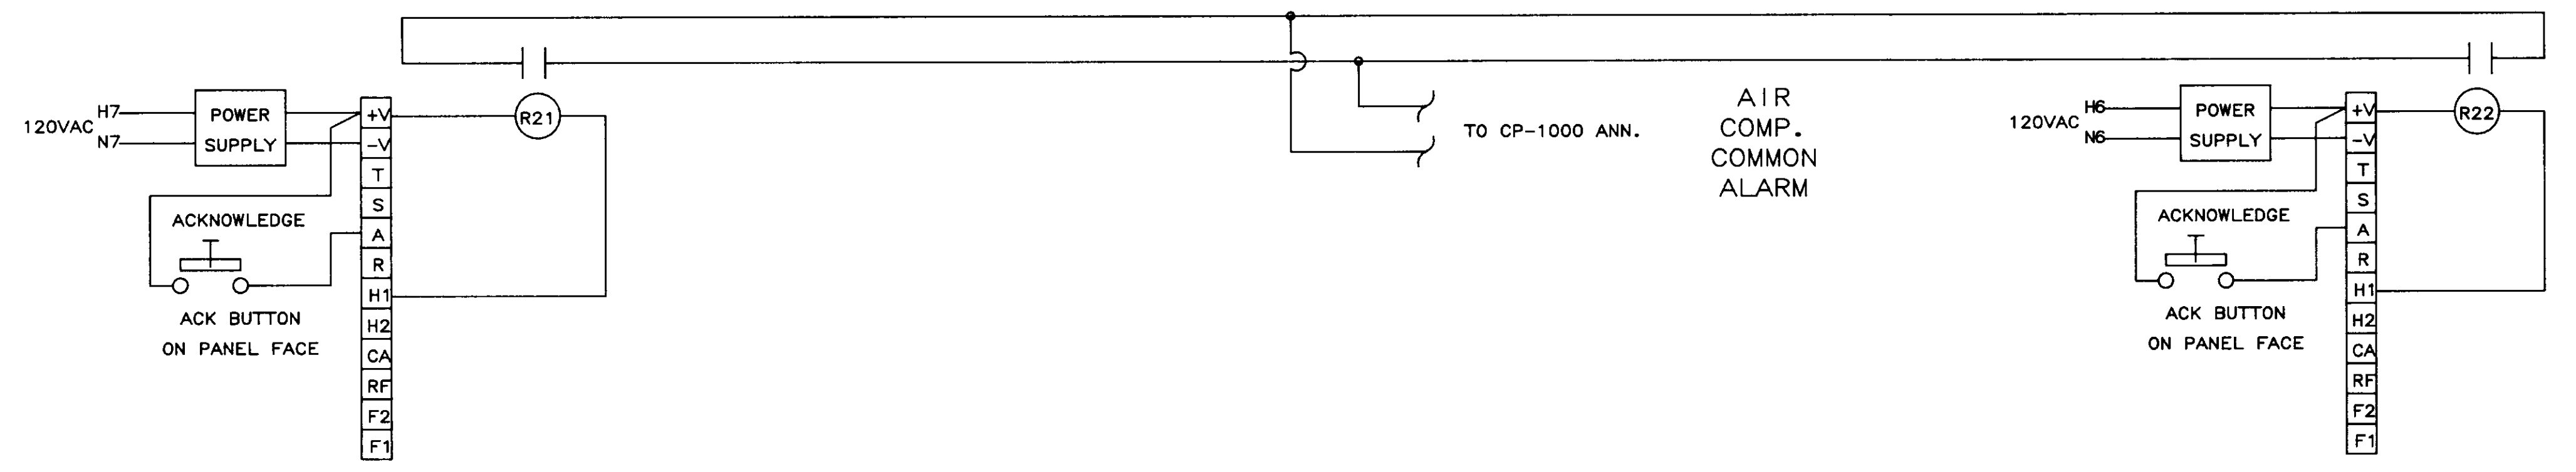 H7
120VAC
N7
POWER
SUPPLY
+V
-V
T
S
A
R
H1
H2
CA
RF
F2
F1
R21
ACKNOWLEDGE
ACK BUTTON
ON PANEL FACE
TO CP-1000 ANN.
AIR
COMP.
COMMON
ALARM
H6
120VAC
N6
POWER
SUPPLY
+V
-V
T
S
A
R
H1
H2
CA
RF
F2
F1
R22
ACKNOWLEDGE
ACK BUTTON
ON PANEL FACE